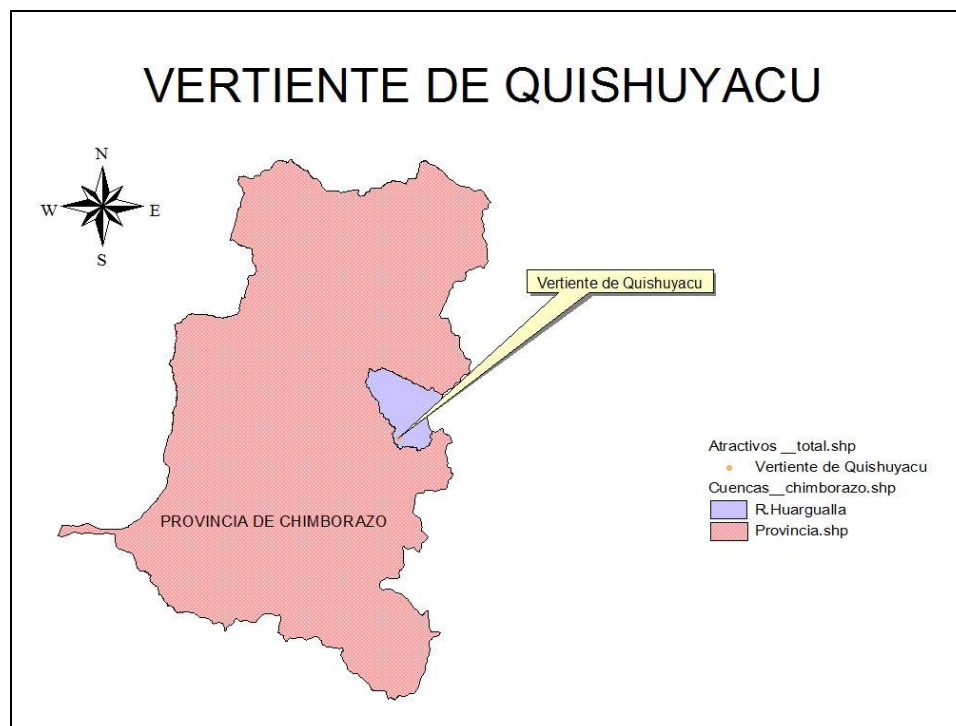 VERTIENTE DE QUISHUYACU
N
W E
S
Vertiente de Quishuyacu
PROVINCIA DE CHIMBORAZO
Atractivos __total.shp
Vertiente de Quishuyacu
Cuencas__chimborazo.shp
R.Huargualla
Provincia.shp